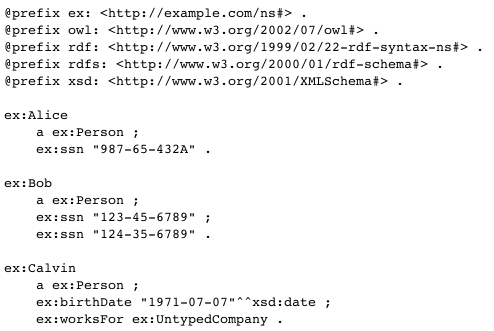 @prefix ex: <http://example.com/ns#> .
@prefix owl: <http://www.w3.org/2002/07/owl#> .
@prefix rdf: <http://www.w3.org/1999/02/22-rdf-syntax-ns#> .
@prefix rdfs: <http://www.w3.org/2000/01/rdf-schema#> .
@prefix xsd: <http://www.w3.org/2001/XMLSchema#> .

ex:Alice
    a ex:Person ;
    ex:ssn "987-65-432A" .

ex:Bob
    a ex:Person ;
    ex:ssn "123-45-6789" ;
    ex:ssn "124-35-6789" .

ex:Calvin
    a ex:Person ;
    ex:birthDate "1971-07-07"^^xsd:date ;
    ex:worksFor ex:UntypedCompany .